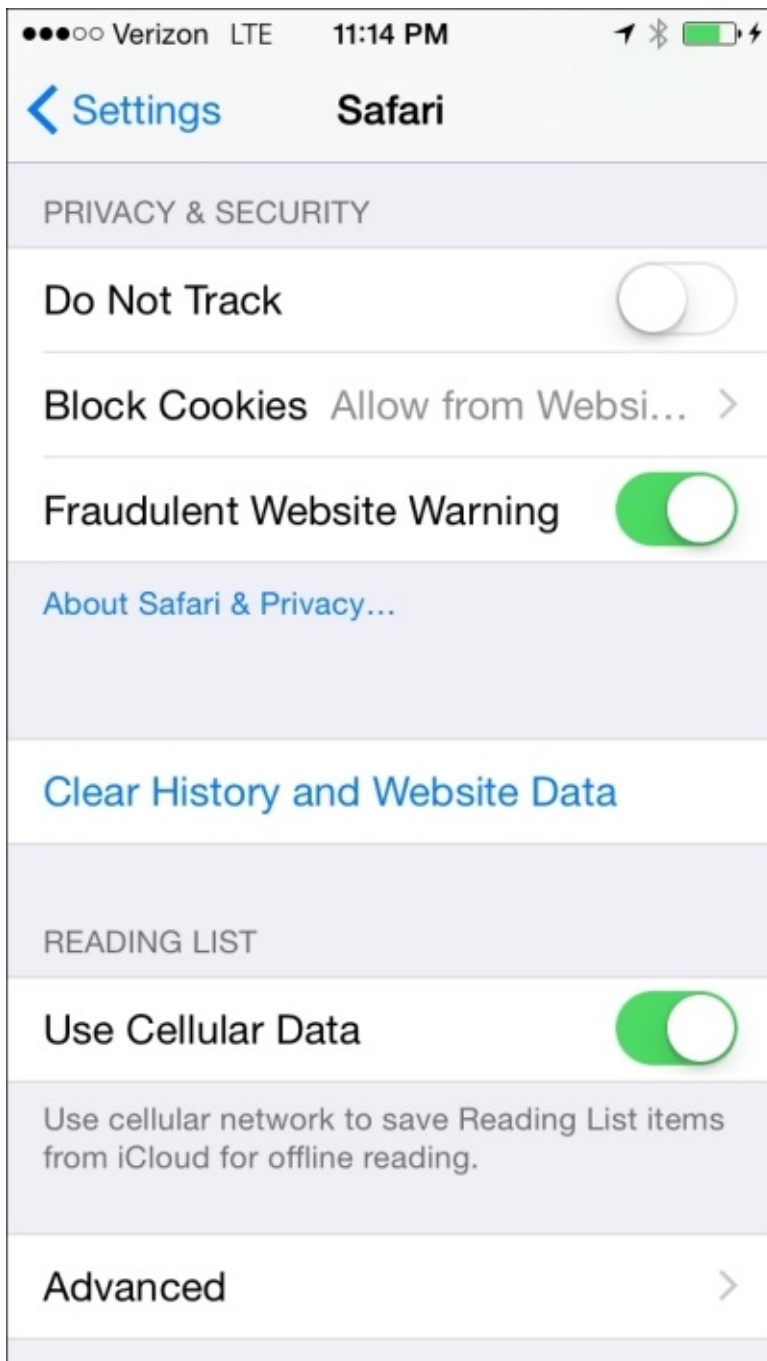 Verizon LTE 11:14 PM
Settings Safari
PRIVACY & SECURITY
Do Not Track
Block Cookies Allow from Websi...
Fraudulent Website Warning
About Safari & Privacy...
Clear History and Website Data
READING LIST
Use Cellular Data
Use cellular network to save Reading List items
from iCloud for offline reading.
Advanced